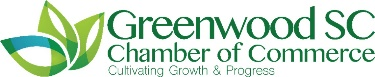 Greenwood SC
Chamber of Commerce
Cultivating Growth & Progress